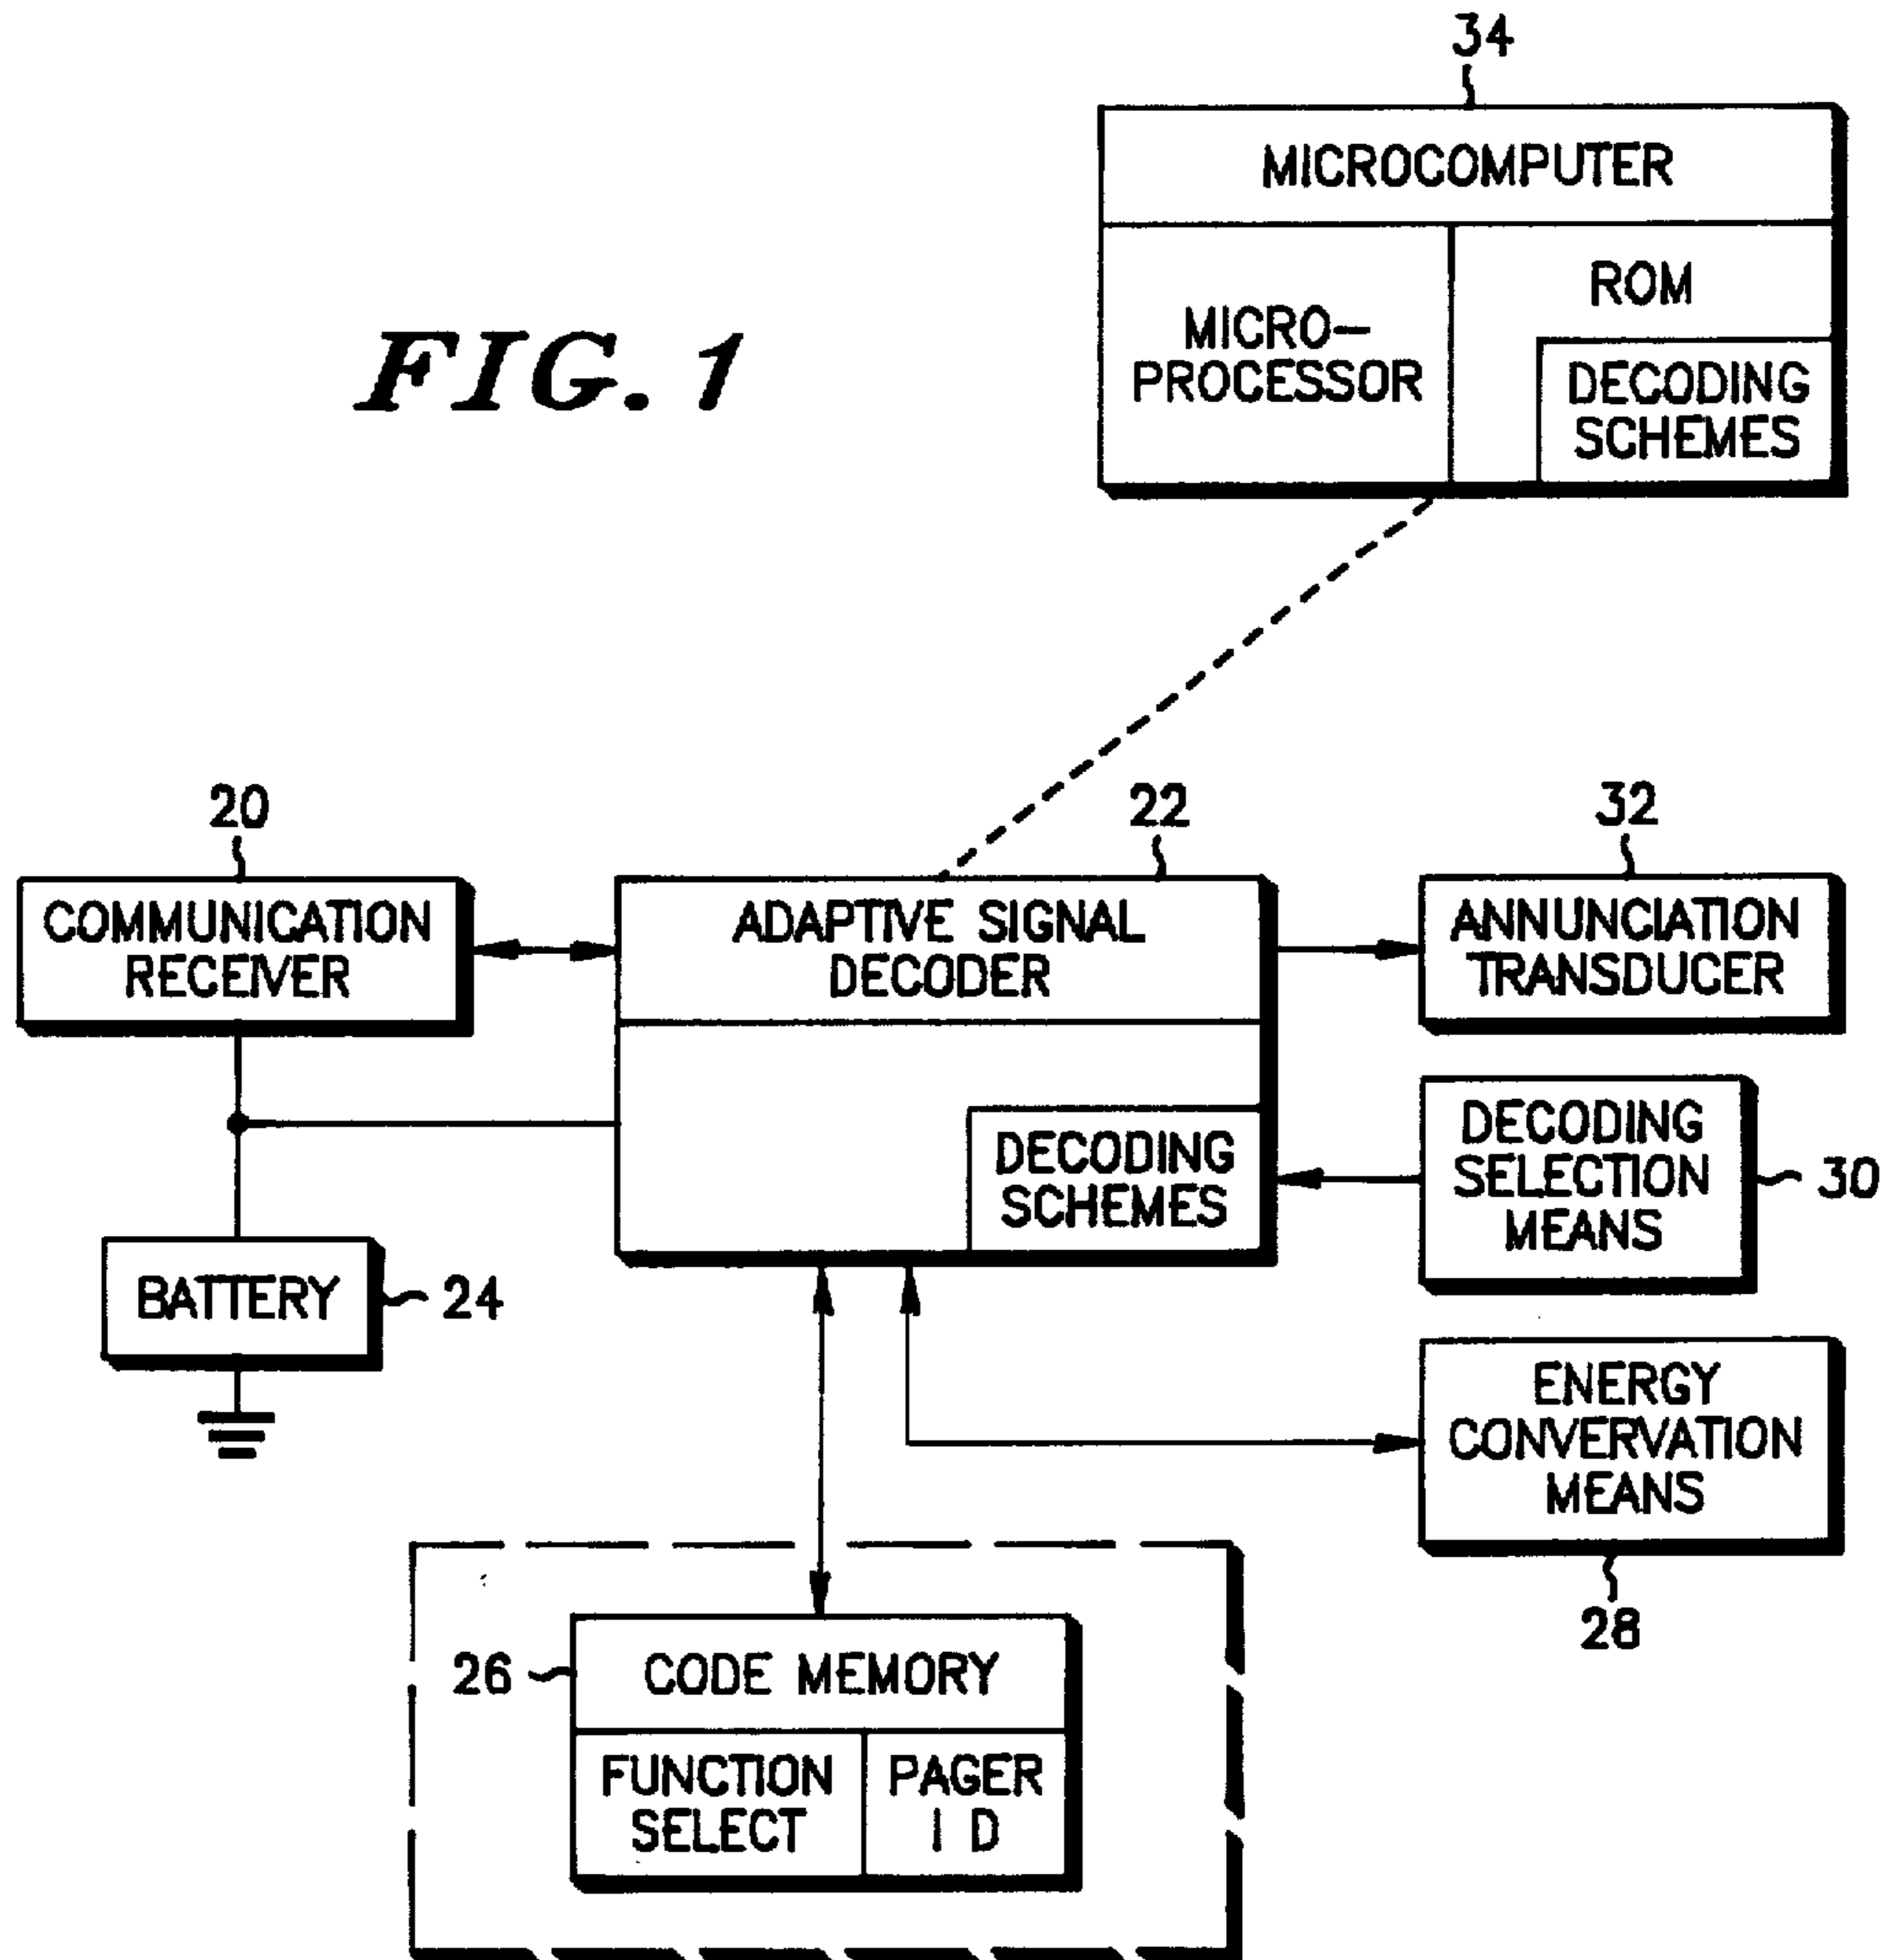 34
MICROCOMPUTER
MICRO-
PROCESSOR
ROM
DECODING
SCHEMES
FIG. 1
20
COMMUNICATION
RECEIVER
22
ADAPTIVE SIGNAL
DECODER
DECODING
SCHEMES
32
ANNUNCIATION
TRANSDUCER
DECODING
SELECTION
MEANS
30
BATTERY
24
ENERGY
CONVERVATION
MEANS
28
26
CODE MEMORY
FUNCTION
SELECT
PAGER
I D